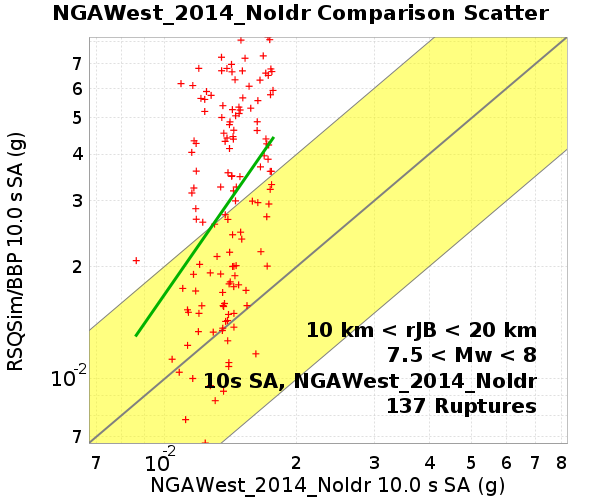 NGAWest_2014_NoIdr Comparison Scatter
RSQSim/BBP 10.0 s SA (g)
7
6
5
4
3
2
10-2
7
10 km < rJB < 20 km
7.5 < Mw < 8
10s SA, NGAWest_2014_NoIdr
137 Ruptures
7 10-2 2 3 4 5 6 7 8
NGAWest_2014_NoIdr 10.0 s SA (g)